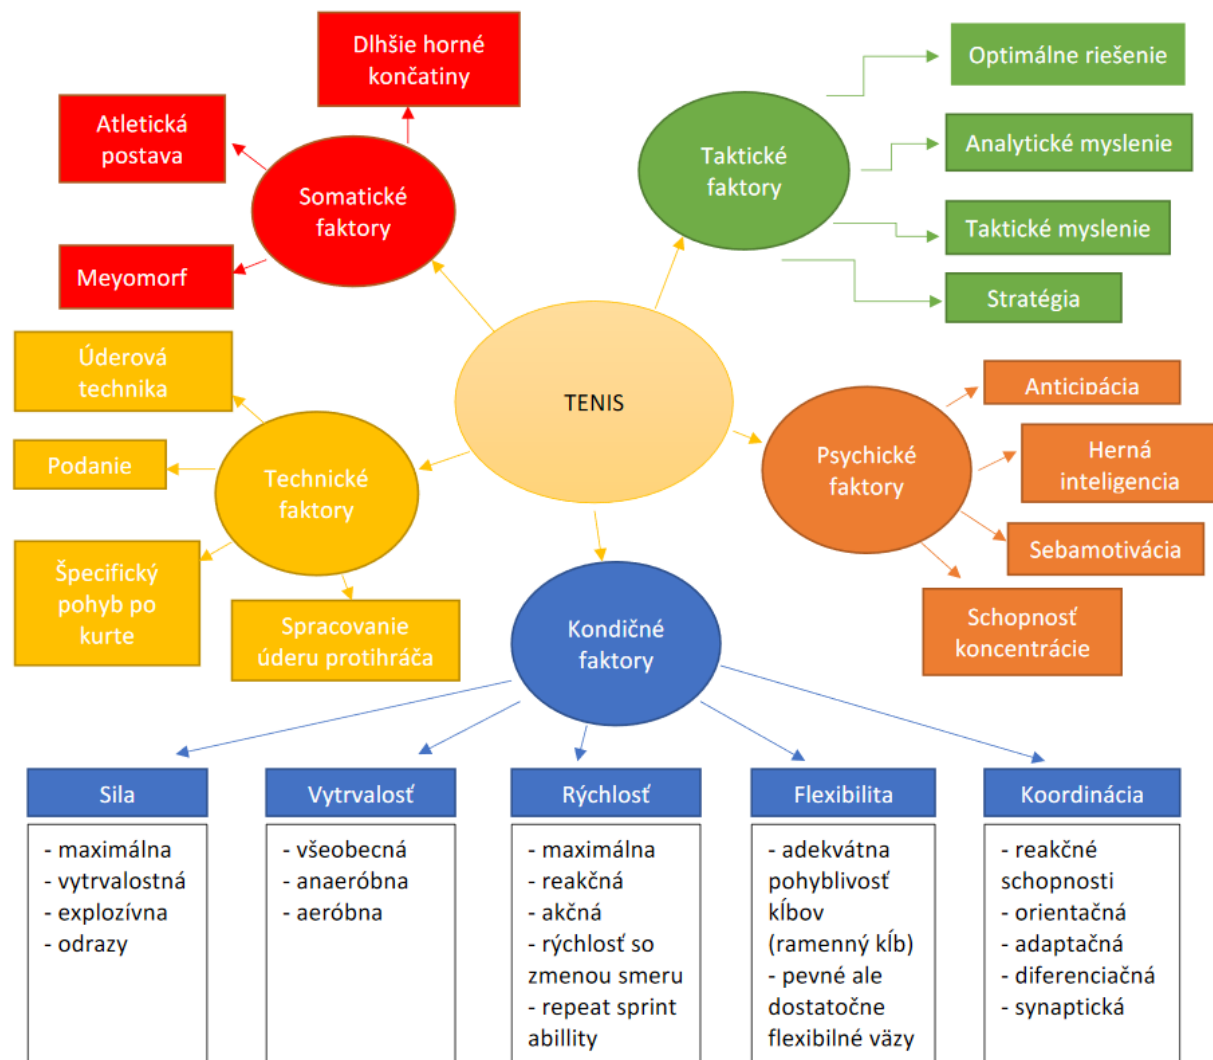 Dlhšie horné
končatiny
Atletická
postava
Somatické
faktory
Meyomorf
Taktické
faktory
Optimálne riešenie
Analytické myslenie
Taktické myslenie
Stratégia
TENIS
Úderová
technika
Podanie
Technické
faktory
Špecifický
pohyb po
kurte
Spracovanie
úderu protihráča
Psychické
faktory
Anticipácia
Herná
inteligencia
Sebamotivácia
Schopnosť
koncentrácie
Kondičné
faktory
Sila
- maximálna
- vytrvalostná
- explozívna
- odrazy
Vytrvalosť
- všeobecná
- anaeróbna
- aeróbna
Rýchlosť
- maximálna
- reakčná
- akčná
- rýchlosť so
zmenou smeru
- repeat sprint
abillity
Flexibilita
- adekvátna
pohyblivosť
kĺbov
(ramenný kĺb)
- pevné ale
dostatočne
flexibilné väzy
Koordinácia
- reakčné
schopnosti
- orientačná
- adaptačná
- diferenciačná
- synaptická